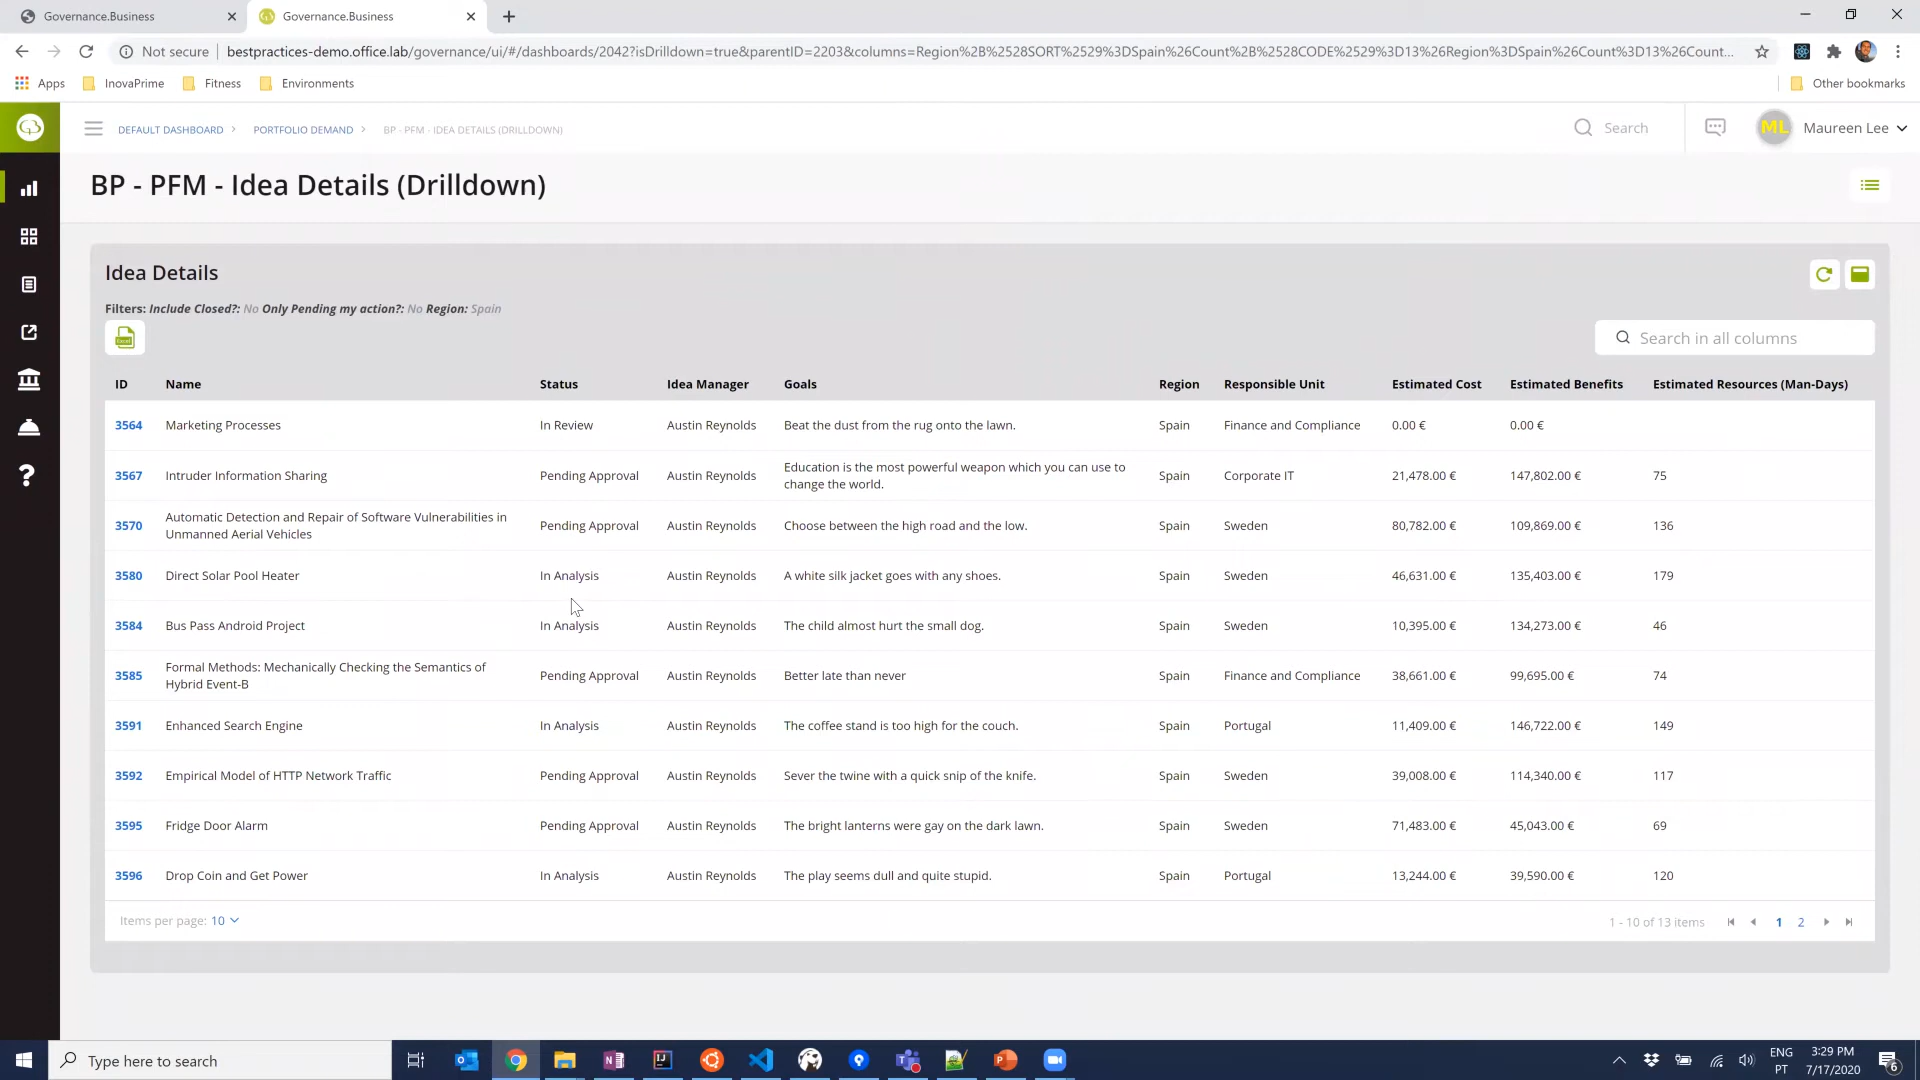 Governance.Business
Governance.Business
Not secure
bestpractices-demo.office.lab/governance/ui/#/dashboards/2042?isDrilldown=true&parentID=2203&columns=Region%2B%2528SORT%2529%3DSpain%26Count%2B%2528CODE%2529%3D13%26Region%3DSpain%26Count%3D13%26Count...
Apps
InovaPrime
Fitness
Environments
Other bookmarks
DEFAULT DASHBOARD
PORTFOLIO DEMAND
BP - PFM - IDEA DETAILS (DRILLDOWN)
Search
ML
Maureen Lee
BP - PFM - Idea Details (Drilldown)
Idea Details
Filters: Include Closed?: No Only Pending my action?: No Region: Spain
Excel
Search in all columns
ID Name Status Idea Manager Goals Region Responsible Unit Estimated Cost Estimated Benefits Estimated Resources (Man-Days)
3564 Marketing Processes In Review Austin Reynolds Beat the dust from the rug onto the lawn. Spain Finance and Compliance 0.00 € 0.00 €
3567 Intruder Information Sharing Pending Approval Austin Reynolds Education is the most powerful weapon which you can use to
change the world. Spain Corporate IT 21,478.00 € 147,802.00 € 75
3570 Automatic Detection and Repair of Software Vulnerabilities in
Unmanned Aerial Vehicles Pending Approval Austin Reynolds Choose between the high road and the low. Spain Sweden 80,782.00 € 109,869.00 € 136
3580 Direct Solar Pool Heater In Analysis Austin Reynolds A white silk jacket goes with any shoes. Spain Sweden 46,631.00 € 135,403.00 € 179
3584 Bus Pass Android Project In Analysis Austin Reynolds The child almost hurt the small dog. Spain Sweden 10,395.00 € 134,273.00 € 46
3585 Formal Methods: Mechanically Checking the Semantics of
Hybrid Event-B Pending Approval Austin Reynolds Better late than never Spain Finance and Compliance 38,661.00 € 99,695.00 € 74
3591 Enhanced Search Engine In Analysis Austin Reynolds The coffee stand is too high for the couch. Spain Portugal 11,409.00 € 146,722.00 € 149
3592 Empirical Model of HTTP Network Traffic Pending Approval Austin Reynolds Sever the twine with a quick snip of the knife. Spain Sweden 39,008.00 € 114,340.00 € 117
3595 Fridge Door Alarm Pending Approval Austin Reynolds The bright lanterns were gay on the dark lawn. Spain Sweden 71,483.00 € 45,043.00 € 69
3596 Drop Coin and Get Power In Analysis Austin Reynolds The play seems dull and quite stupid. Spain Portugal 13,244.00 € 39,590.00 € 120
Items per page: 10
1 - 10 of 13 items
1 2
Type here to search
ENG
PT
3:29 PM
7/17/2020
6